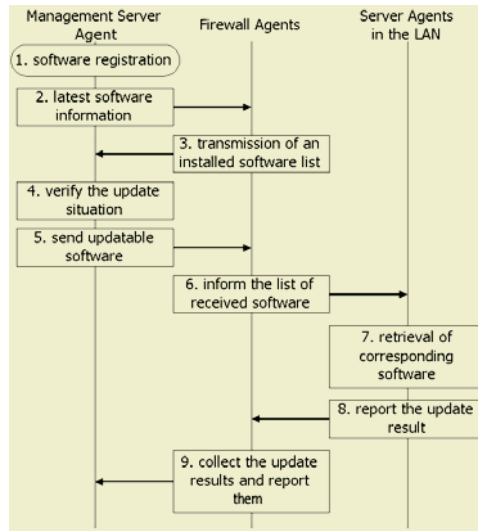 Management Server
Agent
Firewall Agents
Server Agents
in the LAN
1. software registration
2. latest software
information
3. transmission of an
installed software list
4. verify the update
situation
5. send updatable
software
6. inform the list of
received software
7. retrieval of
corresponding
software
8. report the update
result
9. collect the update
results and report
them